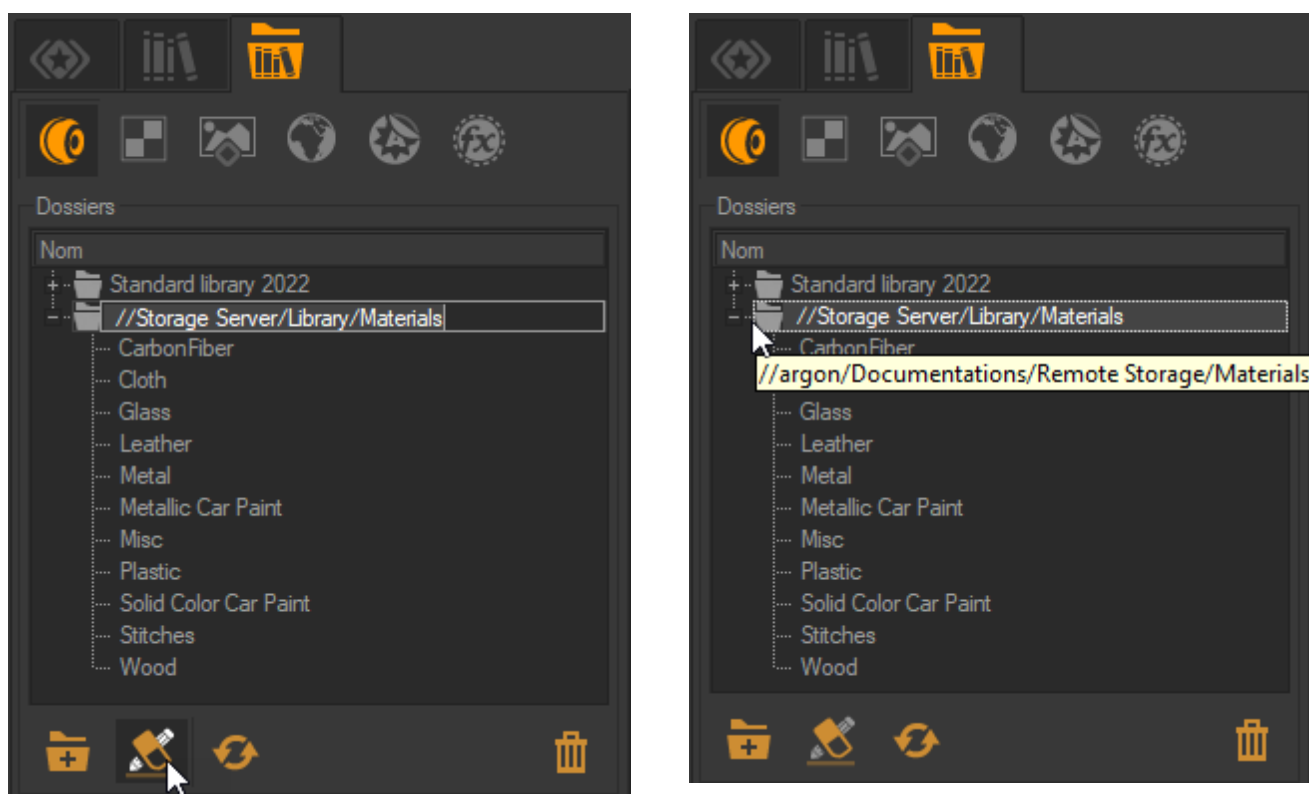 Dossiers
Nom
Standard library 2022
//Storage Server/Library/Materials
CarbonFiber
Cloth
Glass
Leather
Metal
Metallic Car Paint
Misc
Plastic
Solid Color Car Paint
Stitches
Wood
Dossiers
Nom
Standard library 2022
//Storage Server/Library/Materials
CarbonFiber
//argon/Documentations/Remote Storage/Materials
Glass
Leather
Metal
Metallic Car Paint
Misc
Plastic
Solid Color Car Paint
Stitches
Wood